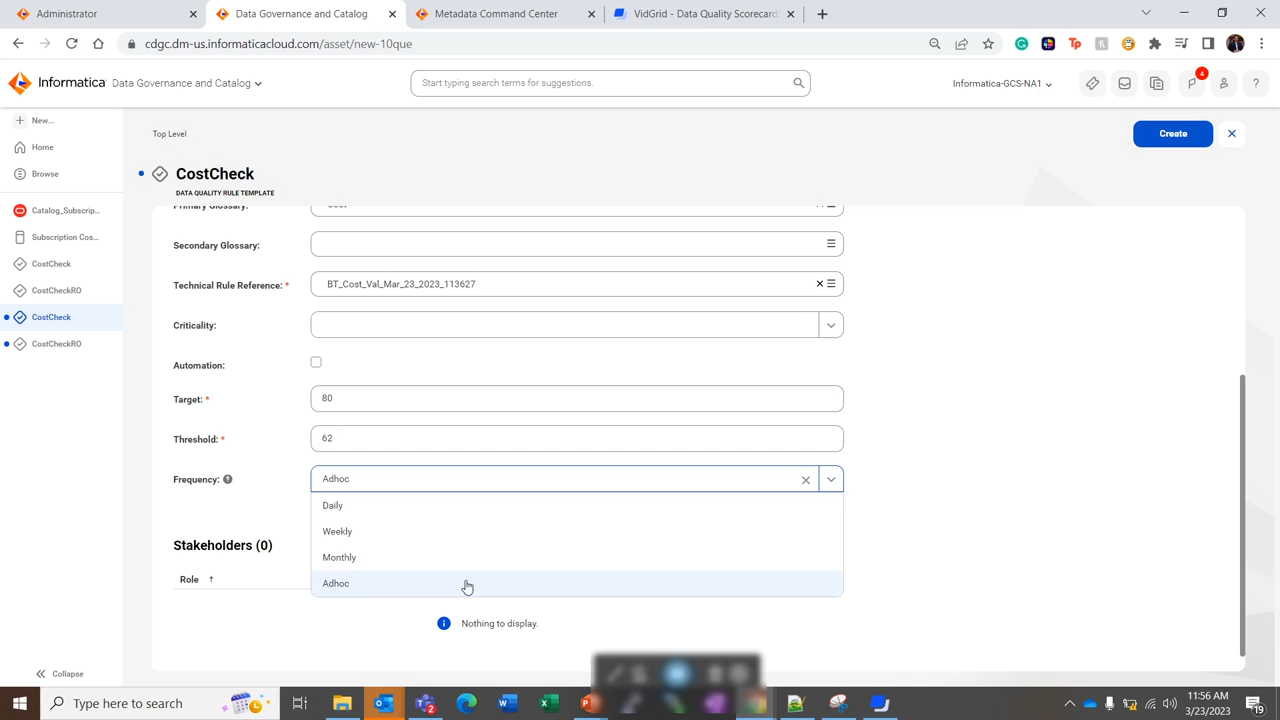 Administrator
Data Governance and Catalog
Metadata Command Center
VidGrid - Data Quality Scorecard
cdgc.dm-us.informaticacloud.com/asset/new-10que
Informatica Data Governance and Catalog
Start typing search terms for suggestions.
Informatica-GCS-NA1
4
New...
Home
Browse
Catalog_Subscrip...
Subscription Cos...
CostCheck
CostCheckRO
CostCheck
CostCheckRO
Collapse
Top Level
Create
CostCheck
DATA QUALITY RULE TEMPLATE
Primary Glossary:
Secondary Glossary:
Technical Rule Reference: *
BT_Cost_Val_Mar_23_2023_113627
Criticality:
Automation:
Target: *
80
Threshold: *
62
Frequency:
Adhoc
Daily
Weekly
Monthly
Adhoc
Stakeholders (0)
Role
Nothing to display.
Type here to search
11:56 AM
3/23/2023
19